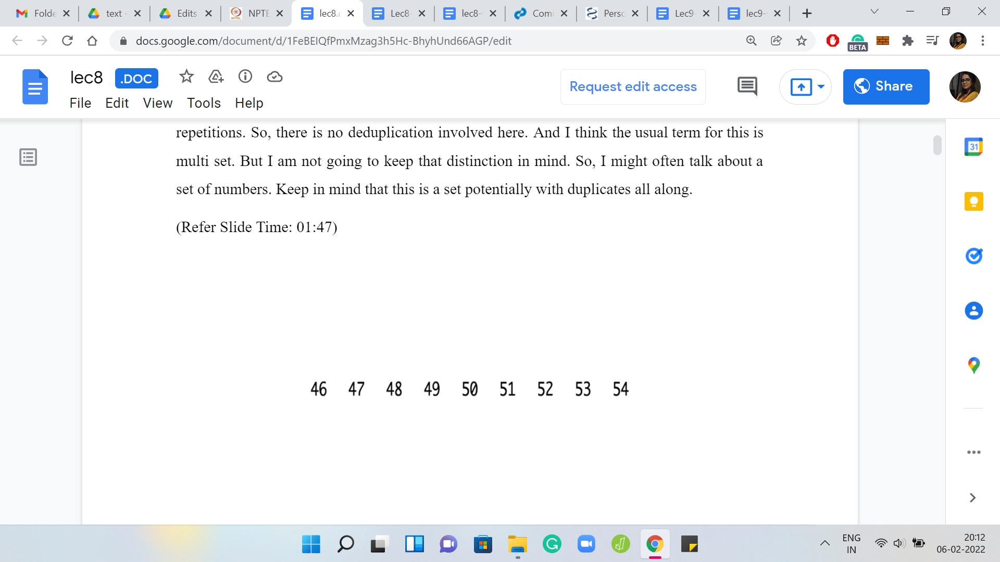 Folde
text -
Edits
NPTE
lec8.c
Lec8-
lec8-
Com
Perso
Lec9-
lec9-
docs.google.com/document/d/1FeBEIQfPmxMzag3h5Hc-BhyhUnd66AGP/edit
BETA
lec8 .DOC
File Edit View Tools Help
Request edit access
Share
31
repetitions. So, there is no deduplication involved here. And I think the usual term for this is
multi set. But I am not going to keep that distinction in mind. So, I might often talk about a
set of numbers. Keep in mind that this is a set potentially with duplicates all along.
(Refer Slide Time: 01:47)
46 47 48 49 50 51 52 53 54
ENG
IN
20:12
06-02-2022